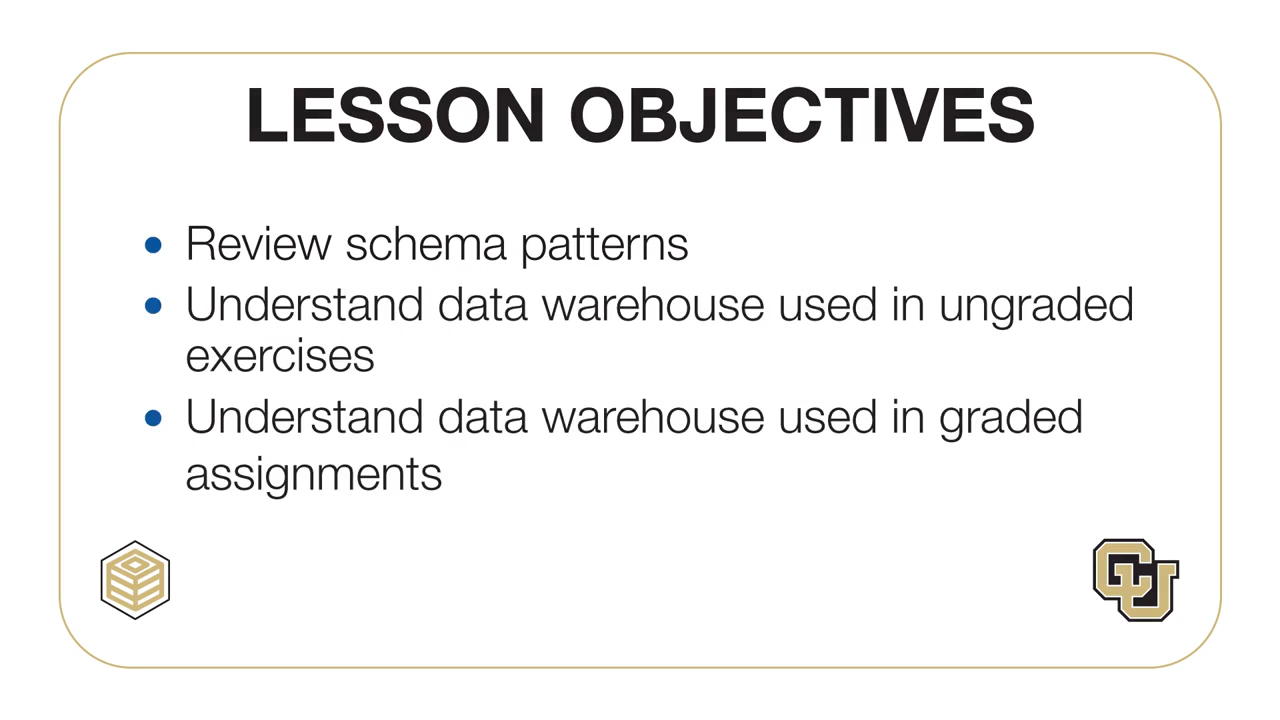 LESSON OBJECTIVES
• Review schema patterns
• Understand data warehouse used in ungraded
exercises
• Understand data warehouse used in graded
assignments
CU